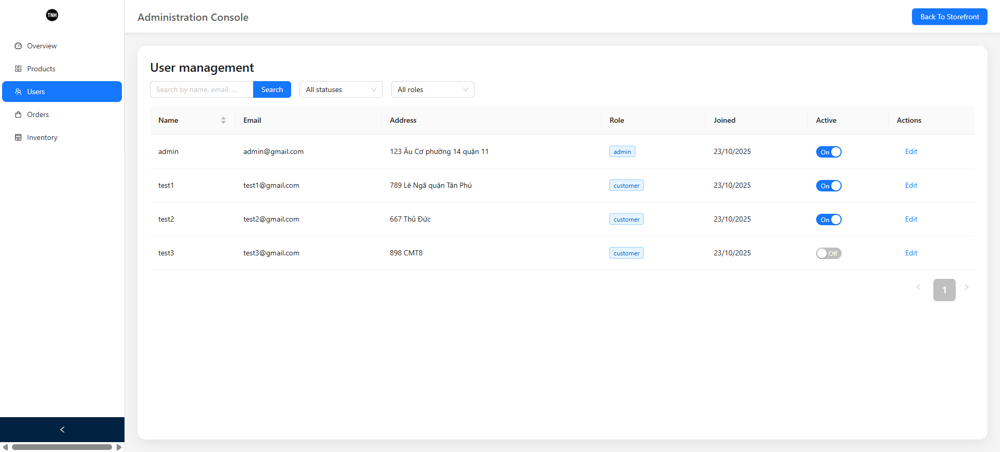 TNH
Administration Console
Back To Storefront
Overview
Products
Users
Orders
Inventory
User management
Search by name, email, ...
Search
All statuses
All roles
Name Email Address Role Joined Active Actions
admin admin@gmail.com 123 Âu Cơ phường 14 quận 11 admin 23/10/2025 On Edit
test1 test1@gmail.com 789 Lê Ngã quận Tân Phú customer 23/10/2025 On Edit
test2 test2@gmail.com 667 Thủ Đức customer 23/10/2025 On Edit
test3 test3@gmail.com 898 CMT8 customer 23/10/2025 Off Edit
1